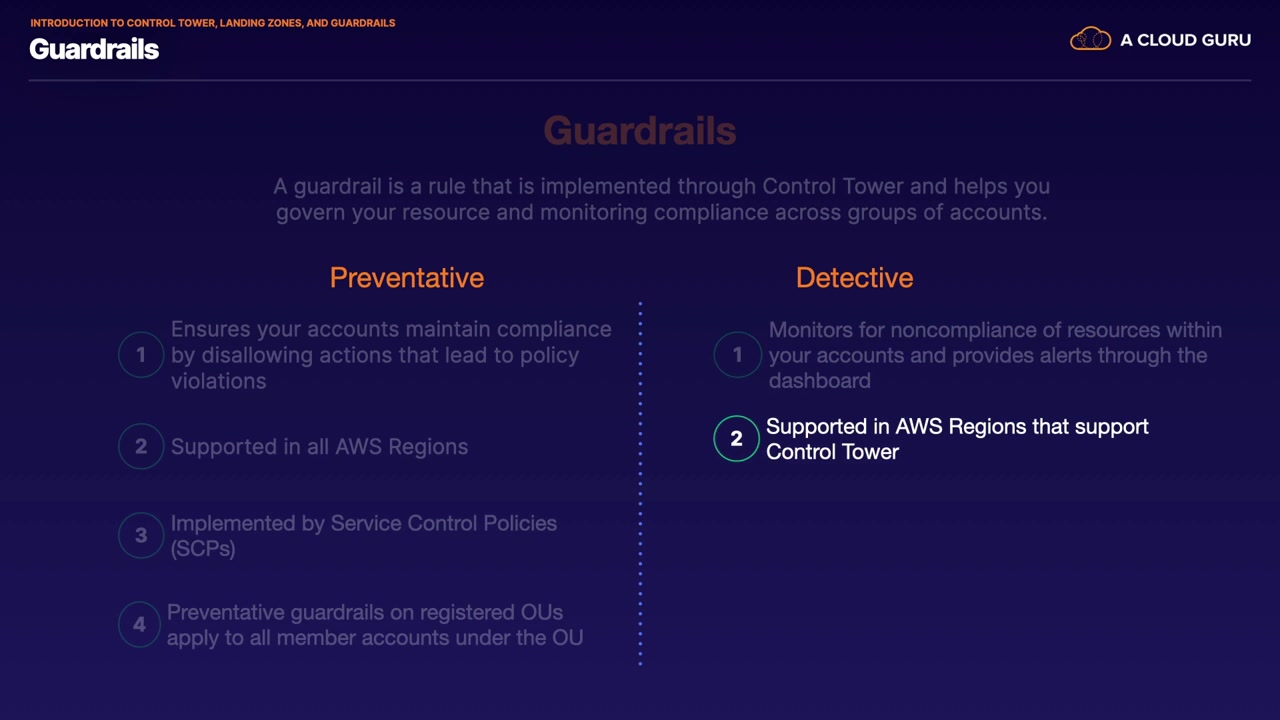 INTRODUCTION TO CONTROL TOWER, LANDING ZONES, AND GUARDRAILS
Guardrails
A CLOUD GURU
Guardrails
A guardrail is a rule that is implemented through Control Tower and helps you
govern your resource and monitoring compliance across groups of accounts.
Preventative
1
Ensures your accounts maintain compliance
by disallowing actions that lead to policy
violations
2
Supported in all AWS Regions
3
Implemented by Service Control Policies
(SCPs)
4
Preventative guardrails on registered OUs
apply to all member accounts under the OU
Detective
1
Monitors for noncompliance of resources within
your accounts and provides alerts through the
dashboard
2
Supported in AWS Regions that support
Control Tower